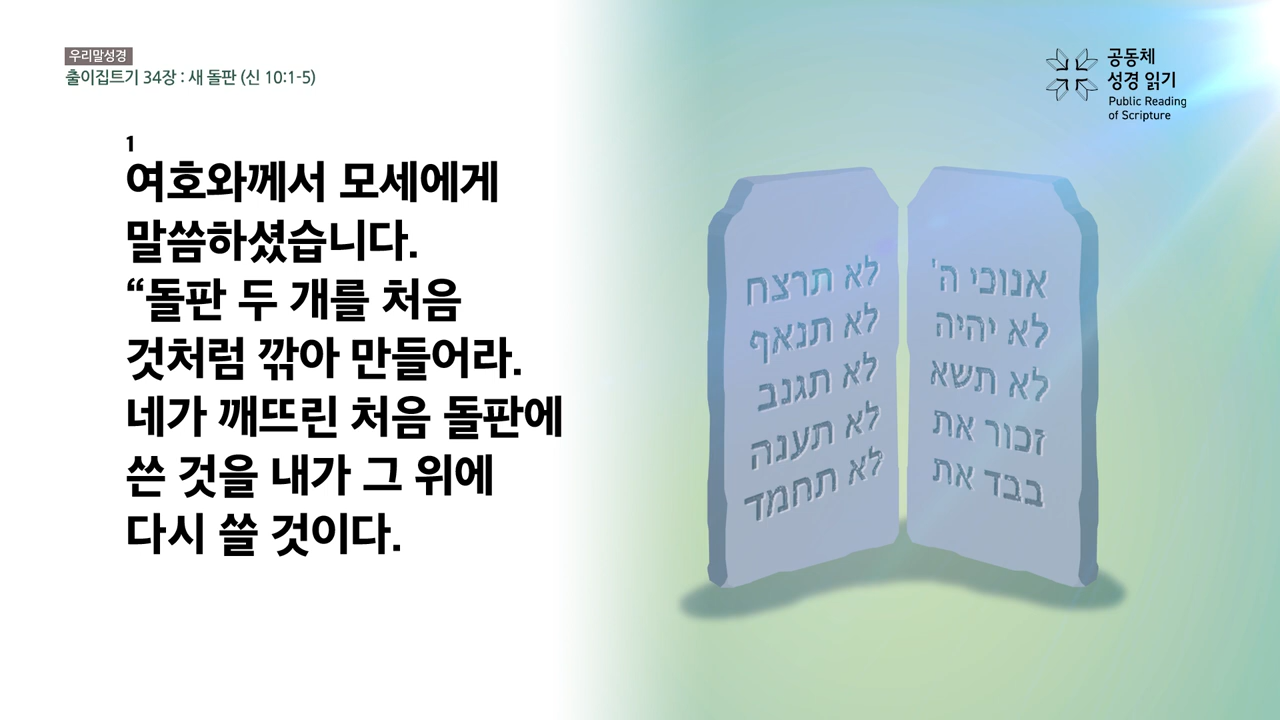 우리말성경
출이집트기 34장 : 새 돌판 (신 10:1-5)
공동체
성경 읽기
Public Reading
of Scripture
1
여호와께서 모세에게
말씀하셨습니다.
“돌판 두 개를 처음
것처럼 깎아 만들어라.
네가 깨뜨린 처음 돌판에
쓴 것을 내가 그 위에
다시 쓸 것이다.
אנוכי ה'
לא יהיה
לא תשא
זכור את
בבד את
לא תרצח
לא תנאף
לא תגנב
לא תענה
לא תחמד